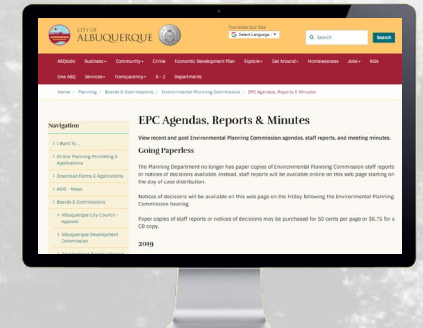 Translate Our Site
CITY OF
ALBUQUERQUE
G Select Language ▼
Search
Search
ABQtodo Business Community Crime Economic Development Plan Explore Get Around Homelessness Jobs Kids
One ABQ Services Transparency A - Z Departments
Home / Planning / Boards & Commissions / Environmental Planning Commission / EPC Agendas, Reports & Minutes
Navigation
> I Want To ...
> Online Planning Permitting &
Applications
> Download Forms & Applications
> AGIS - Maps
> Boards & Commissions
> Albuquerque City Council -
Appeals
> Albuquerque Development
Commission
EPC Agendas, Reports & Minutes
View recent and past Environmental Planning Commission agendas, staff reports, and meeting minutes.
Going Paperless
The Planning Department no longer has paper copies of Environmental Planning Commission staff reports
or notices of decisions available. Instead, staff reports will be available online on this web page starting on
the day of case distribution.
Notices of decisions will be available on this web page on the Friday following the Environmental Planning
Commission hearing.
Paper copies of staff reports or notices of decisions may be purchased for 50 cents per page or $6.75 for a
CD copy.
2019